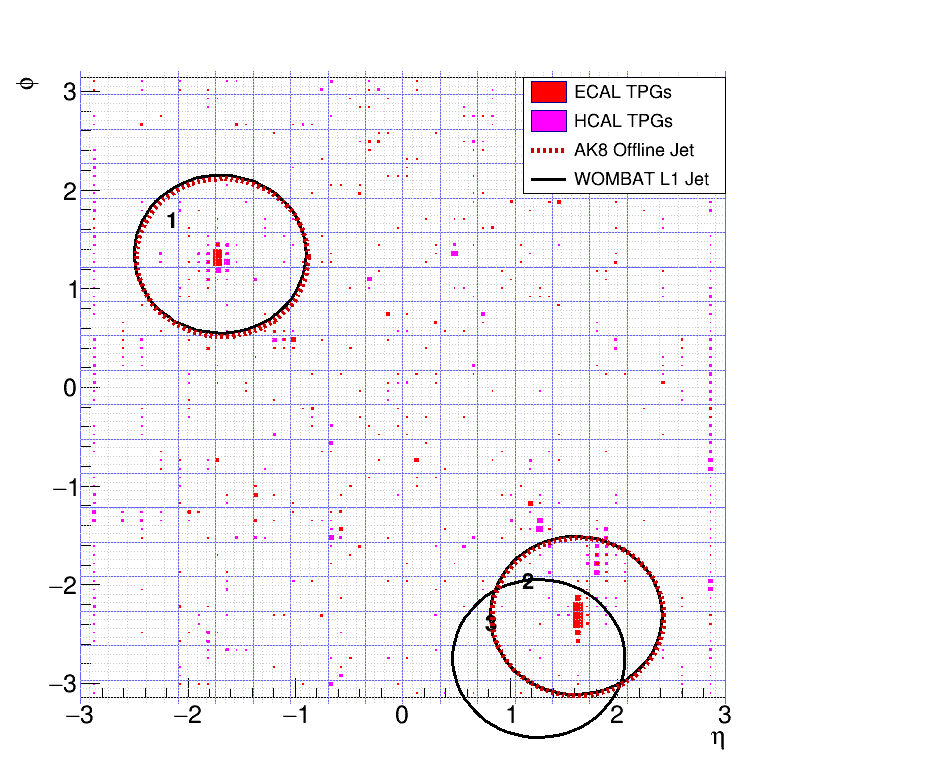 ϕ
3
2
1
0
−1
−2
−3
ECAL TPGs
HCAL TPGs
AK8 Offline Jet
WOMBAT L1 Jet
1
2
3
−3 −2 −1 0 1 2 3
η